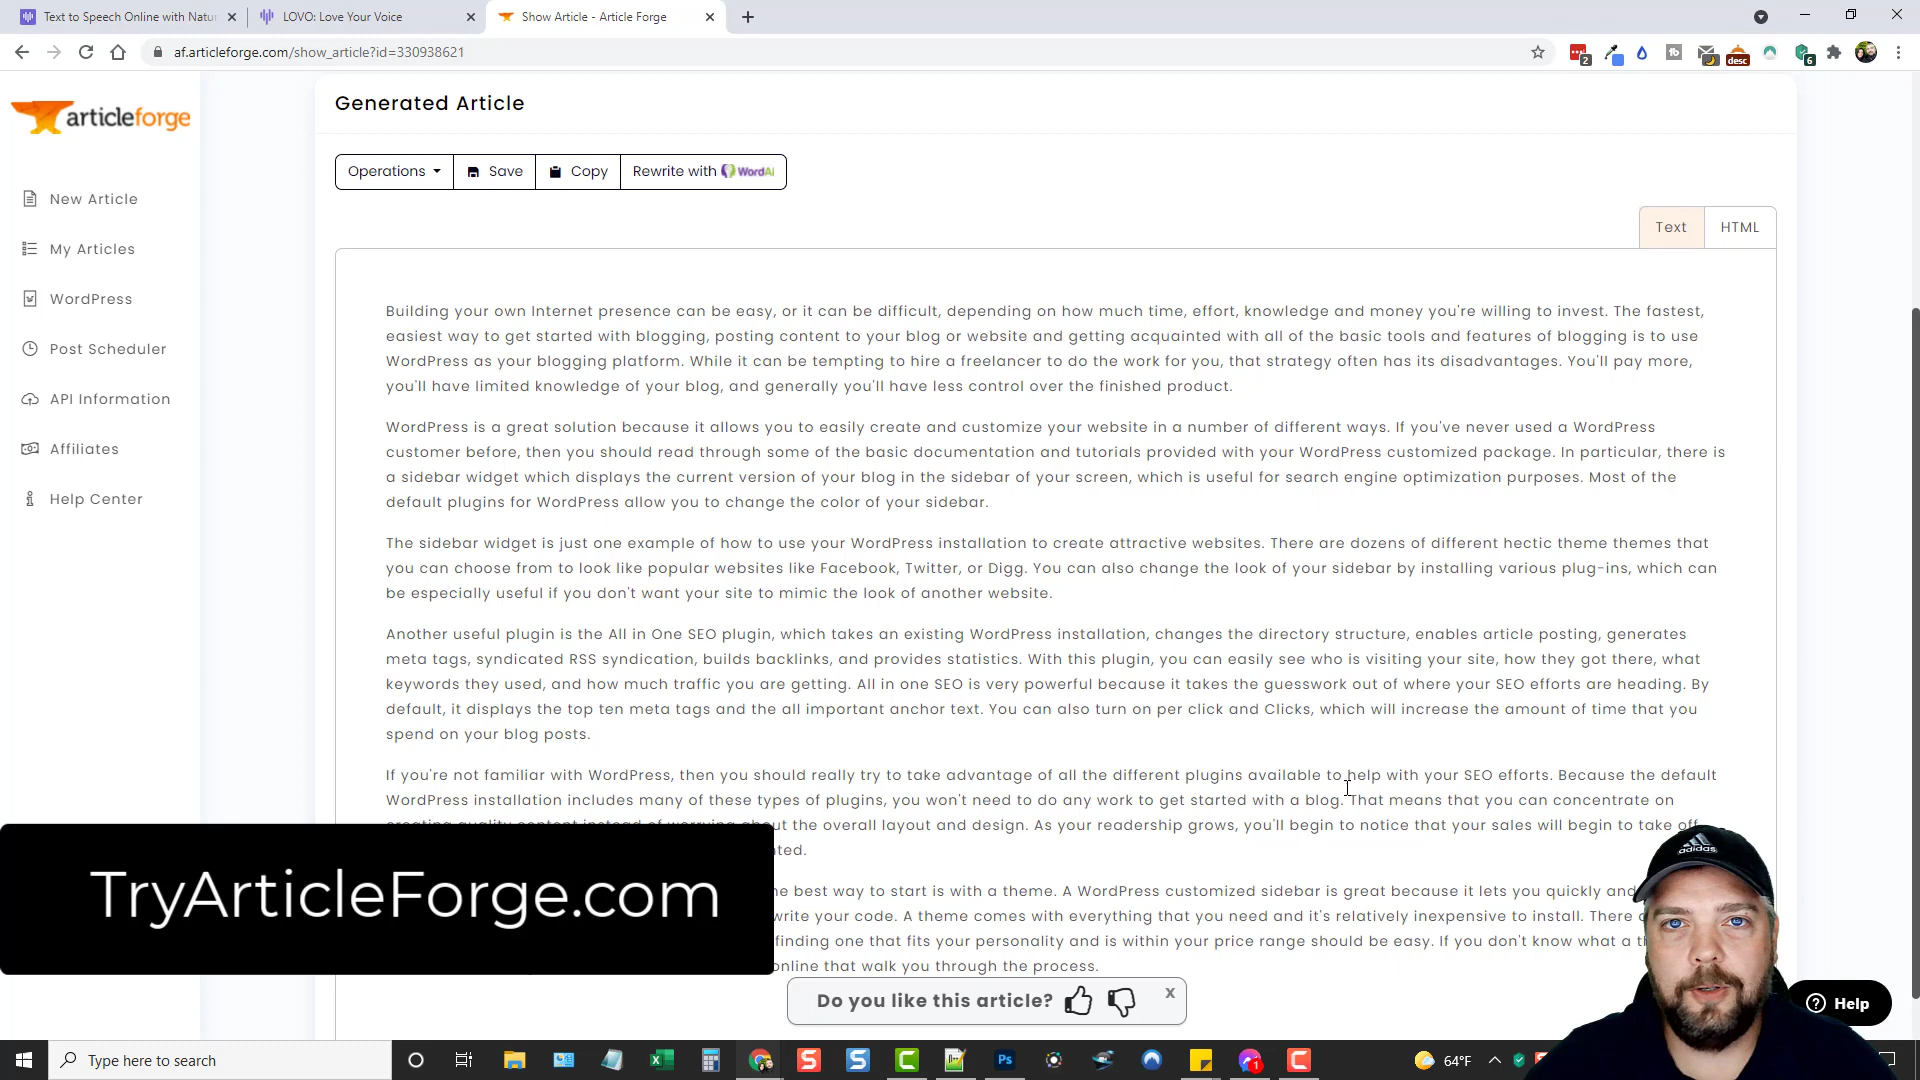 Text to Speech Online with Natu
LOVO: Love Your Voice
Show Article - Article Forge
af.articleforge.com/show_article?id=330938621
2
desc
6
articleforge
New Article
My Articles
WordPress
Post Scheduler
API Information
Affiliates
Help Center
Generated Article
Operations Save Copy Rewrite with WordAi
Text HTML
Building your own Internet presence can be easy, or it can be difficult, depending on how much time, effort, knowledge and money you're willing to invest. The fastest,
easiest way to get started with blogging, posting content to your blog or website and getting acquainted with all of the basic tools and features of blogging is to use
WordPress as your blogging platform. While it can be tempting to hire a freelancer to do the work for you, that strategy often has its disadvantages. You'll pay more,
you'll have limited knowledge of your blog, and generally you'll have less control over the finished product.
WordPress is a great solution because it allows you to easily create and customize your website in a number of different ways. If you've never used a WordPress
customer before, then you should read through some of the basic documentation and tutorials provided with your WordPress customized package. In particular, there is
a sidebar widget which displays the current version of your blog in the sidebar of your screen, which is useful for search engine optimization purposes. Most of the
default plugins for WordPress allow you to change the color of your sidebar.
The sidebar widget is just one example of how to use your WordPress installation to create attractive websites. There are dozens of different hectic theme themes that
you can choose from to look like popular websites like Facebook, Twitter, or Digg. You can also change the look of your sidebar by installing various plug-ins, which can
be especially useful if you don't want your site to mimic the look of another website.
Another useful plugin is the All in One SEO plugin, which takes an existing WordPress installation, changes the directory structure, enables article posting, generates
meta tags, syndicated RSS syndication, builds backlinks, and provides statistics. With this plugin, you can easily see who is visiting your site, how they got there, what
keywords they used, and how much traffic you are getting. All in one SEO is very powerful because it takes the guesswork out of where your SEO efforts are heading. By
default, it displays the top ten meta tags and the all important anchor text. You can also turn on per click and Clicks, which will increase the amount of time that you
spend on your blog posts.
If you're not familiar with WordPress, then you should really try to take advantage of all the different plugins available to help with your SEO efforts. Because the default
WordPress installation includes many of these types of plugins, you won't need to do any work to get started with a blog. That means that you can concentrate on
creating quality content instead of worrying about the overall layout and design. As your readership grows, you'll begin to notice that your sales will begin to take off
he best way to start is with a theme. A WordPress customized sidebar is great because it lets you quickly and
write your code. A theme comes with everything that you need and it's relatively inexpensive to install. There
finding one that fits your personality and is within your price range should be easy. If you don't know what a
online that walk you through the process.
TryArticleForge.com
adidas
Do you like this article? x
Help
Type here to search
64°F